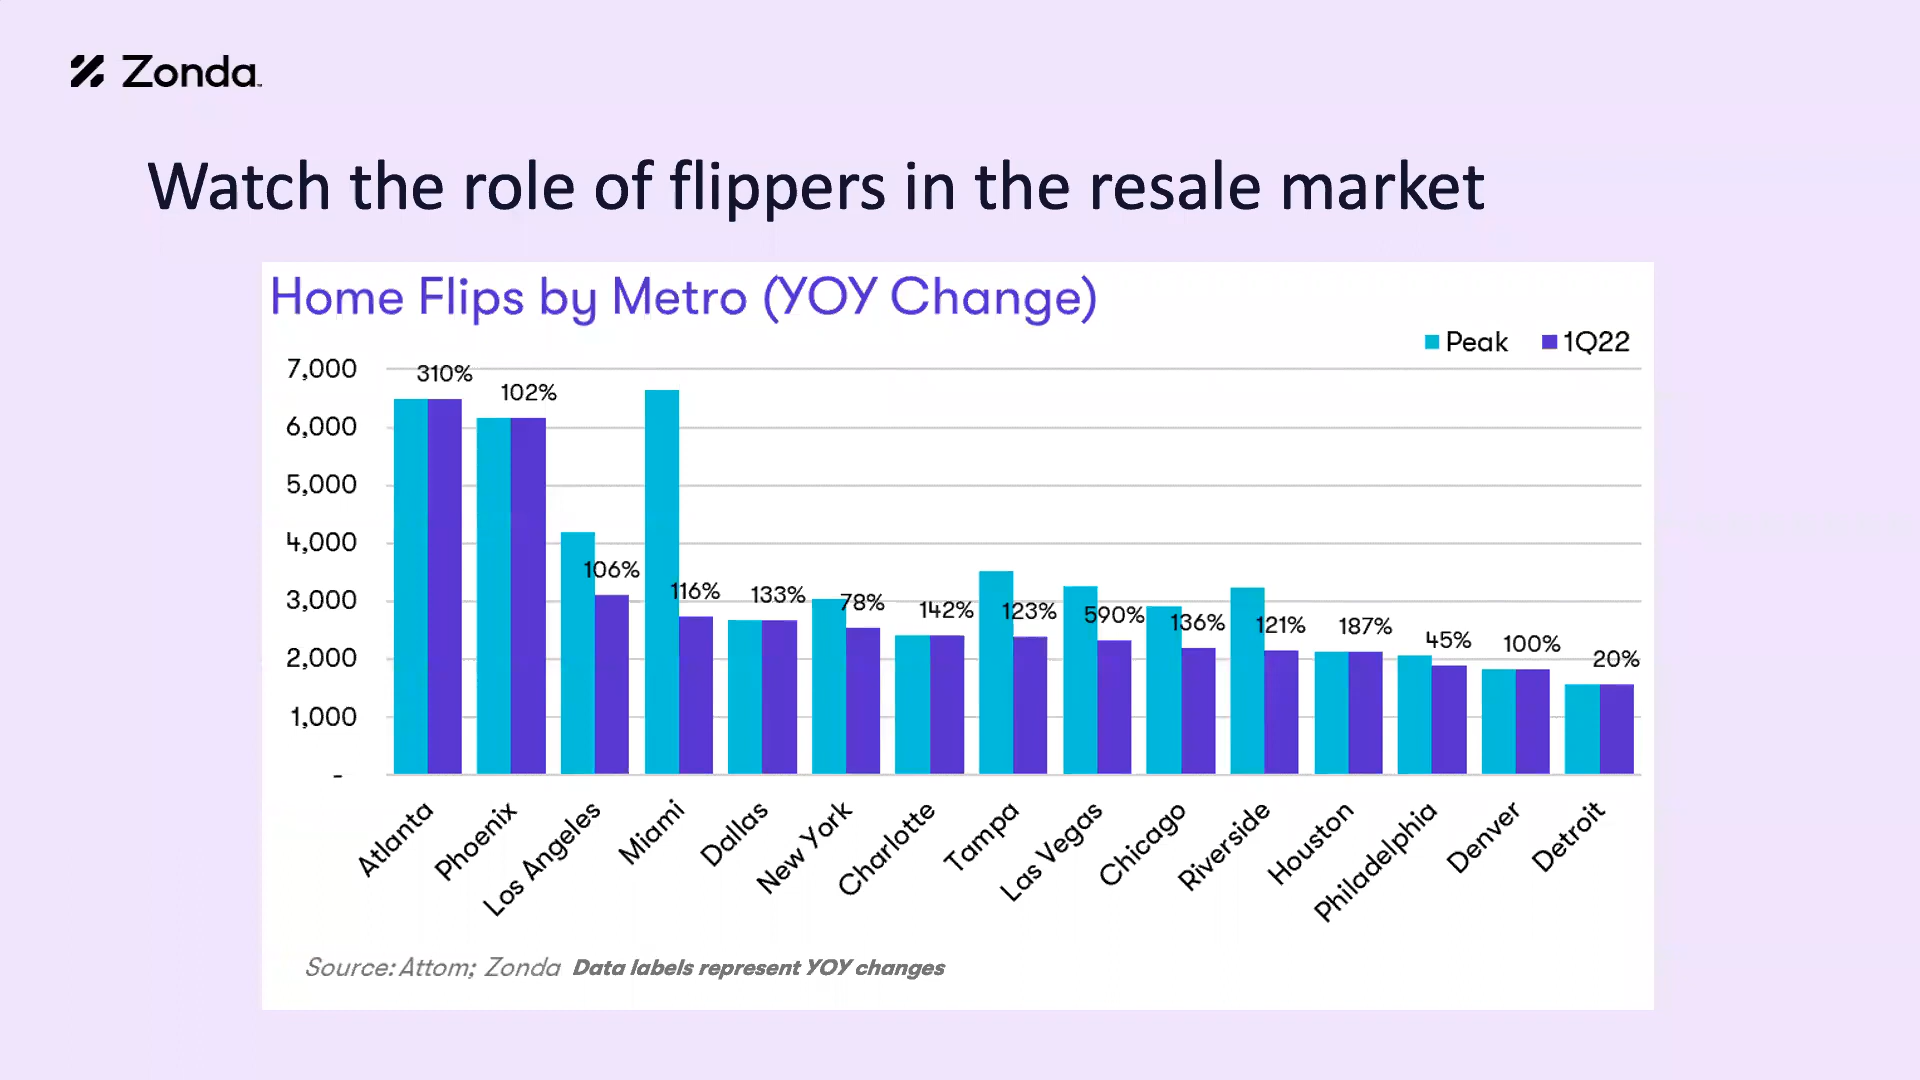 Zonda
Watch the role of flippers in the resale market
Home Flips by Metro (YOY Change)
Peak 1Q22
7,000
6,000
5,000
4,000
3,000
2,000
1,000
-
310%
102%
106%
116%
133%
78%
142%
123%
590%
136%
121%
187%
45%
100%
20%
Atlanta
Phoenix
Los Angeles
Miami
Dallas
New York
Charlotte
Tampa
Las Vegas
Chicago
Riverside
Houston
Philadelphia
Denver
Detroit
Source: Attom; Zonda Data labels represent YOY changes